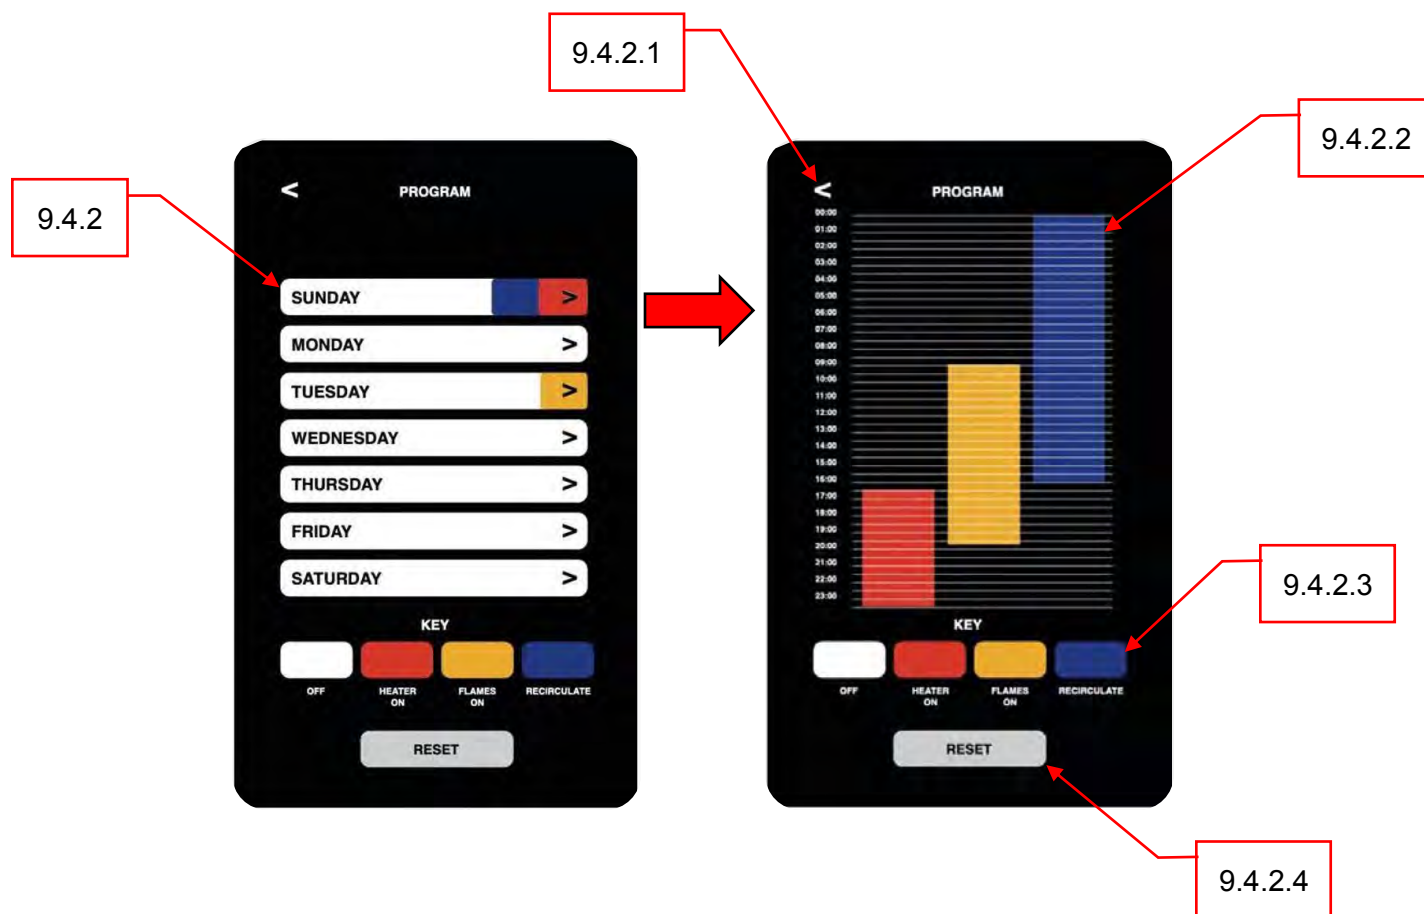 9.4.2.1
9.4.2.2
9.4.2
< PROGRAM
SUNDAY >
MONDAY >
TUESDAY >
WEDNESDAY >
THURSDAY >
FRIDAY >
SATURDAY >
KEY
OFF HEATER ON FLAMES ON RECIRCULATE
RESET
< PROGRAM
00:00
01:00
02:00
03:00
04:00
05:00
06:00
07:00
08:00
09:00
10:00
11:00
12:00
13:00
14:00
15:00
16:00
17:00
18:00
19:00
20:00
21:00
22:00
23:00
KEY
OFF HEATER ON FLAMES ON RECIRCULATE
RESET
9.4.2.3
9.4.2.4